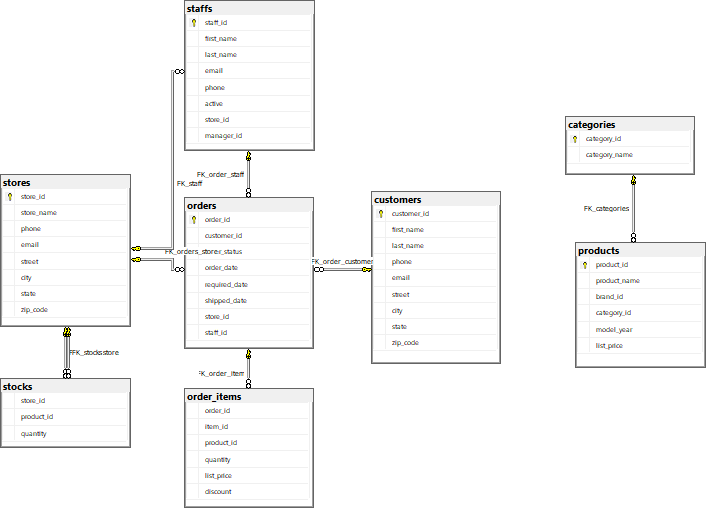 staffs
staff_id
first_name
last_name
email
phone
active
store_id
manager_id
categories
category_id
category_name
FK_order_staff
FK_staff
stores
store_id
store_name
phone
email
street
city
state
zip_code
orders
order_id
customer_id
order_date
required_date
shipped_date
store_id
staff_id
customers
customer_id
first_name
last_name
phone
email
street
city
state
zip_code
FK_categories
products
product_id
product_name
brand_id
category_id
model_year
list_price
FK_order_customer
stocks
store_id
product_id
quantity
FK_order_item
order_items
order_id
item_id
product_id
quantity
list_price
discount